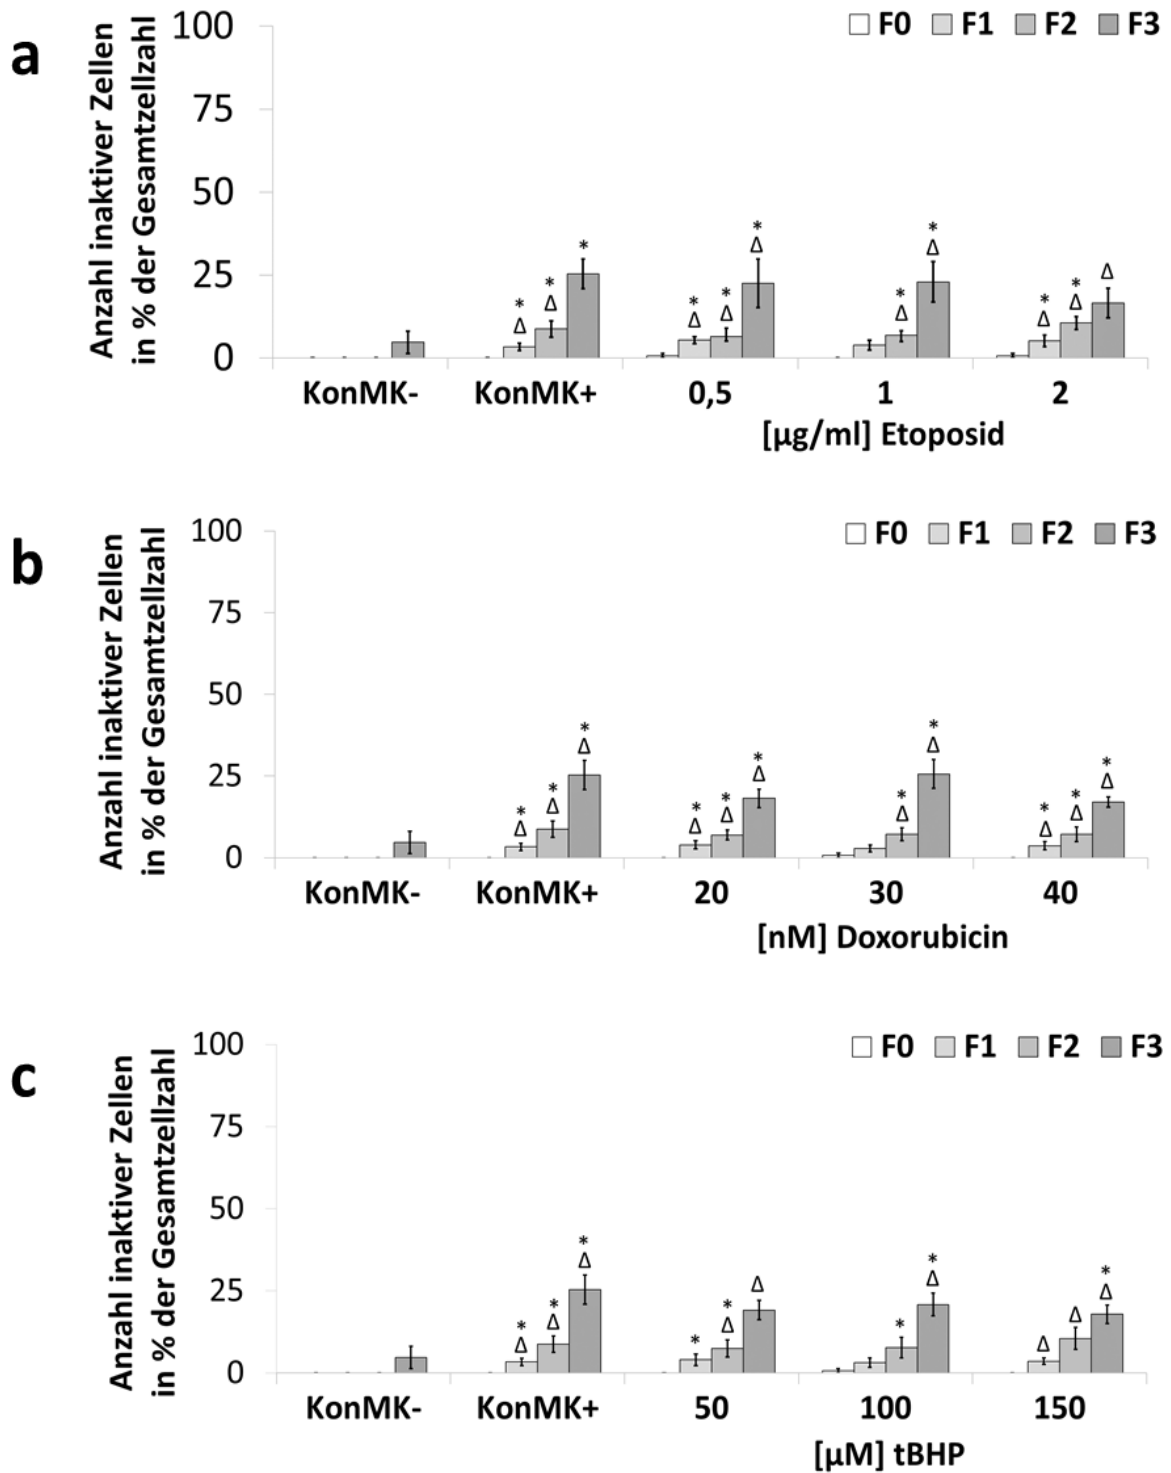 a
Anzahl inaktiver Zellen
in % der Gesamtzellzahl
F0 F1 F2 F3
100
75
50
25
0
* * *
Δ Δ
* * *
Δ Δ Δ
* *
Δ Δ
* *
Δ Δ Δ
KonMK- KonMK+ 0,5 1 2
[µg/ml] Etoposid
b
Anzahl inaktiver Zellen
in % der Gesamtzellzahl
F0 F1 F2 F3
100
75
50
25
0
* * *
Δ Δ Δ
* * *
Δ Δ Δ
* *
Δ Δ
* * *
Δ Δ Δ
KonMK- KonMK+ 20 30 40
[nM] Doxorubicin
c
Anzahl inaktiver Zellen
in % der Gesamtzellzahl
F0 F1 F2 F3
100
75
50
25
0
* * *
Δ Δ Δ
* *
Δ Δ
* *
Δ
*
Δ Δ Δ
KonMK- KonMK+ 50 100 150
[µM] tBHP